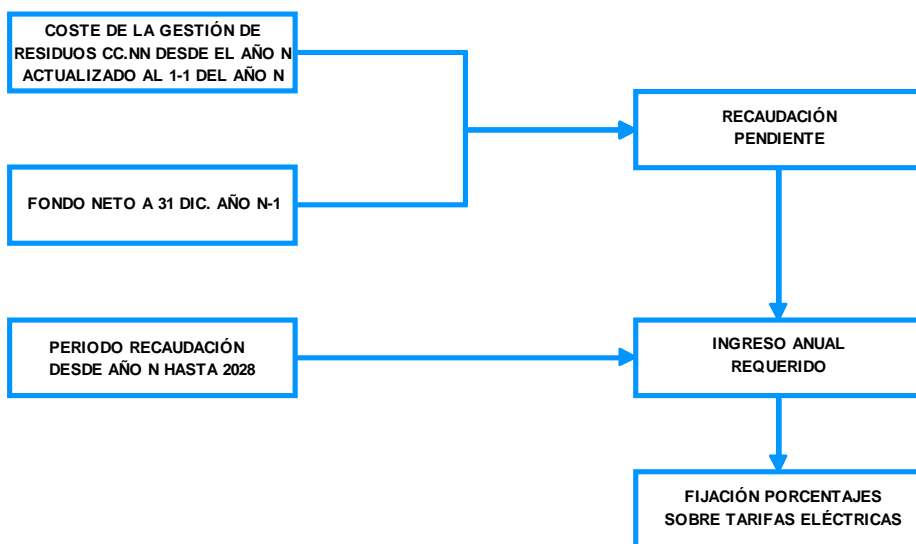 COSTE DE LA GESTIÓN DE
RESIDUOS CC.NN DESDE EL AÑO N
ACTUALIZADO AL 1-1 DEL AÑO N
RECAUDACIÓN
PENDIENTE
FONDO NETO A 31 DIC. AÑO N-1
PERIODO RECAUDACIÓN
DESDE AÑO N HASTA 2028
INGRESO ANUAL
REQUERIDO
FIJACIÓN PORCENTAJES
SOBRE TARIFAS ELÉCTRICAS